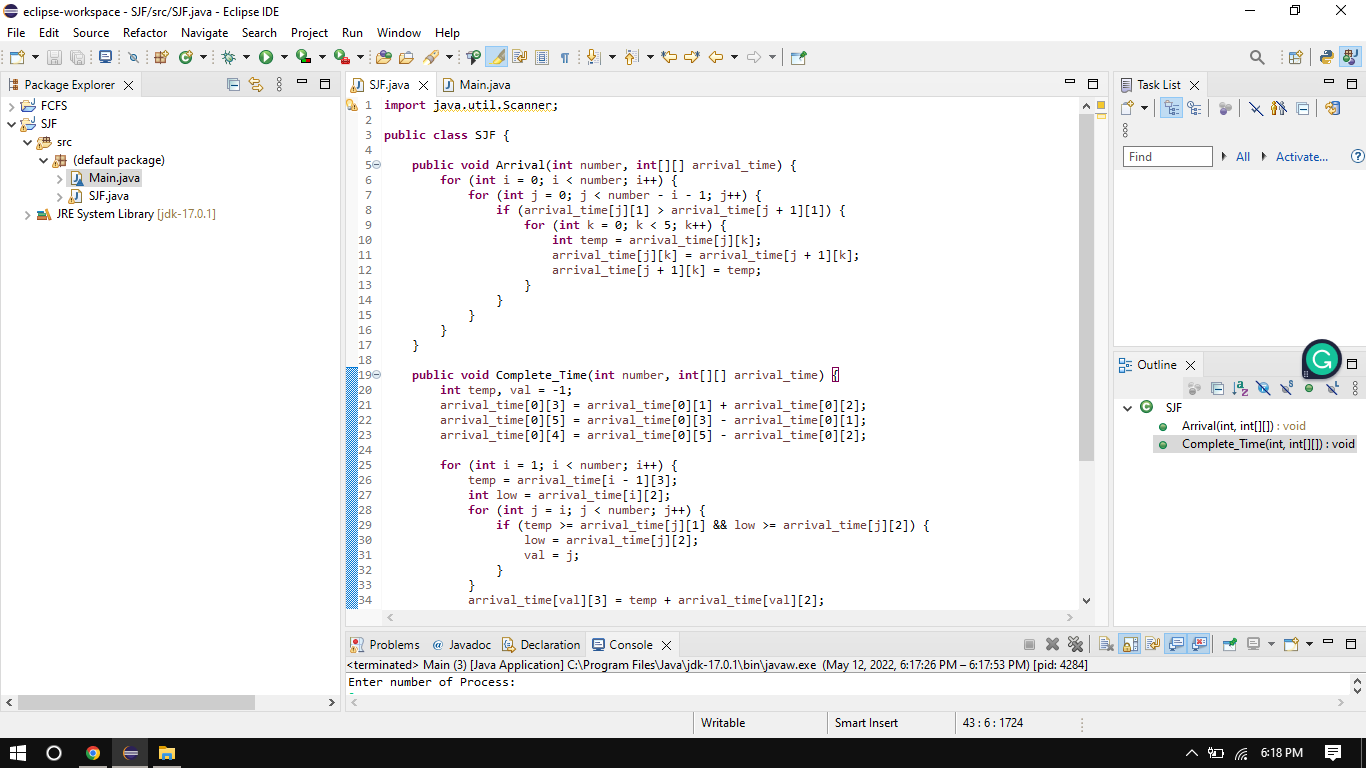 eclipse-workspace - SJF/src/SJF.java - Eclipse IDE
File Edit Source Refactor Navigate Search Project Run Window Help
Package Explorer
FCFS
SJF
src
(default package)
Main.java
SJF.java
JRE System Library [jdk-17.0.1]
SJF.java Main.java
1 import java.util.Scanner;
2
3 public class SJF {
4
5 public void Arrival(int number, int[][] arrival_time) {
6 for (int i = 0; i < number; i++) {
7 for (int j = 0; j < number - i - 1; j++) {
8 if (arrival_time[j][1] > arrival_time[j + 1][1]) {
9 for (int k = 0; k < 5; k++) {
10 int temp = arrival_time[j][k];
11 arrival_time[j][k] = arrival_time[j + 1][k];
12 arrival_time[j + 1][k] = temp;
13 }
14 }
15 }
16 }
17 }
18
19 public void Complete_Time(int number, int[][] arrival_time) {
20 int temp, val = -1;
21 arrival_time[0][3] = arrival_time[0][1] + arrival_time[0][2];
22 arrival_time[0][5] = arrival_time[0][3] - arrival_time[0][1];
23 arrival_time[0][4] = arrival_time[0][5] - arrival_time[0][2];
24
25 for (int i = 1; i < number; i++) {
26 temp = arrival_time[i - 1][3];
27 int low = arrival_time[i][2];
28 for (int j = i; j < number; j++) {
29 if (temp >= arrival_time[j][1] && low >= arrival_time[j][2]) {
30 low = arrival_time[j][2];
31 val = j;
32 }
33 }
34 arrival_time[val][3] = temp + arrival_time[val][2];
Task List
Find All Activate...
Outline
SJF
Arrival(int, int[][]) : void
Complete_Time(int, int[][]) : void
Problems @ Javadoc Declaration Console
<terminated> Main (3) [Java Application] C:\Program Files\Java\jdk-17.0.1\bin\javaw.exe (May 12, 2022, 6:17:26 PM – 6:17:53 PM) [pid: 4284]
Enter number of Process:
Writable Smart Insert 43 : 6 : 1724
6:18 PM